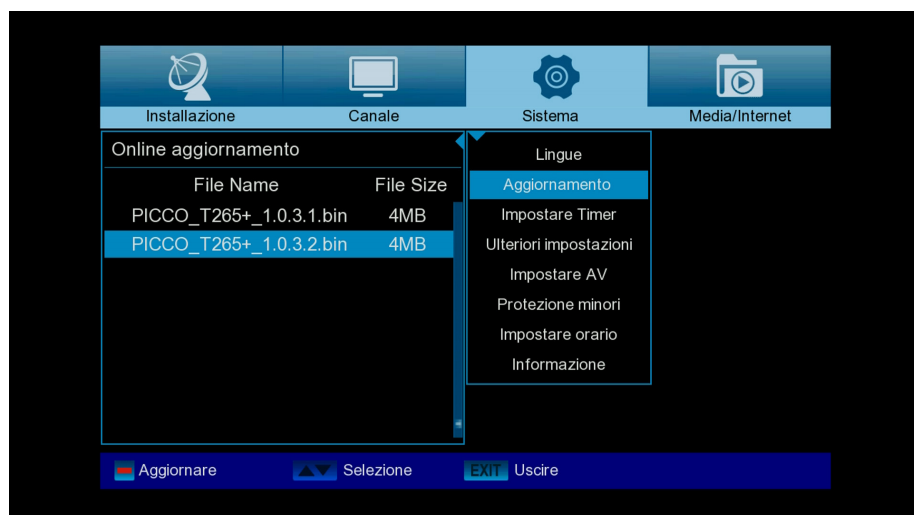 Installazione
Canale
Sistema
Media/Internet
Online aggiornamento
File Name File Size
PICCO_T265+_1.0.3.1.bin 4MB
PICCO_T265+_1.0.3.2.bin 4MB
Lingue
Aggiornamento
Impostare Timer
Ulteriori impostazioni
Impostare AV
Protezione minori
Impostare orario
Informazione
Aggiornare
Selezione
EXIT Uscire